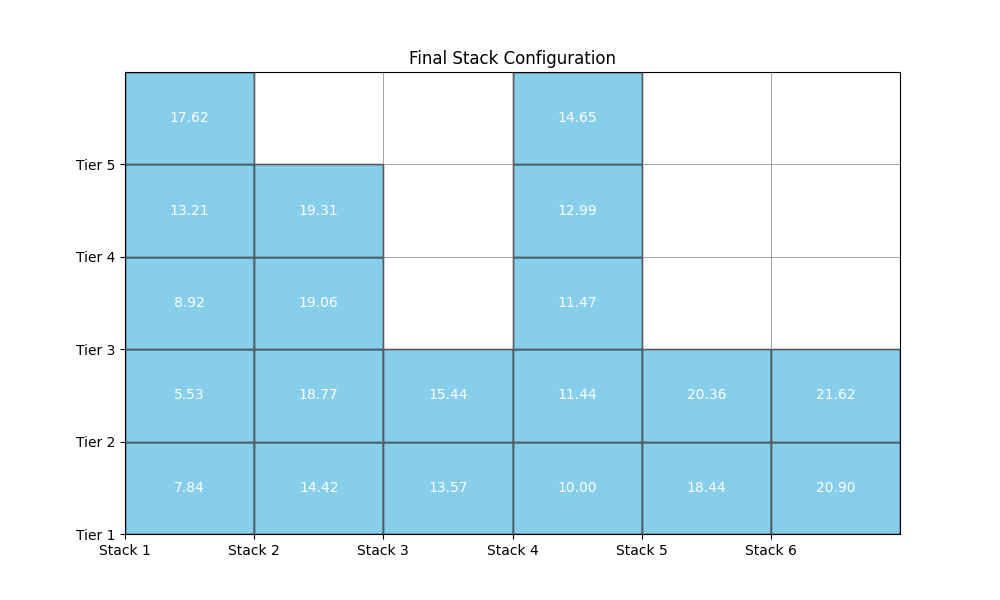 Final Stack Configuration
17.62 14.65
Tier 5
13.21 19.31 12.99
Tier 4
8.92 19.06 11.47
Tier 3
5.53 18.77 15.44 11.44 20.36 21.62
Tier 2
7.84 14.42 13.57 10.00 18.44 20.90
Tier 1
Stack 1 Stack 2 Stack 3 Stack 4 Stack 5 Stack 6